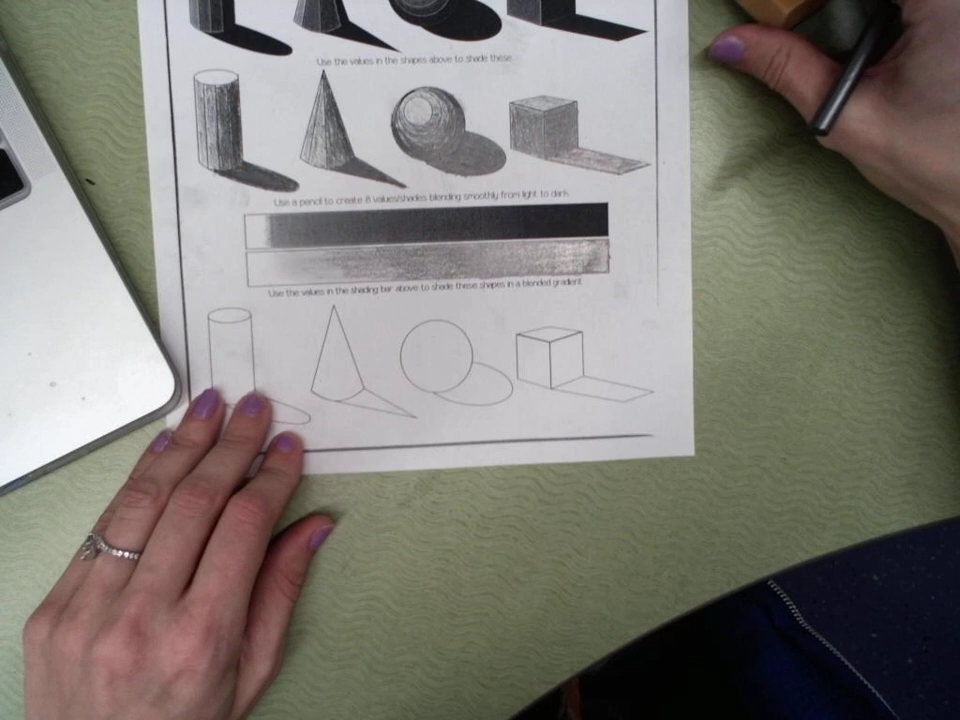 Use the values in the shapes above to shade these
Use a pencil to create 8 values/shades blending smoothly from light to dark.
Use the values in the shading bar above to shade these shapes in a blended gradient